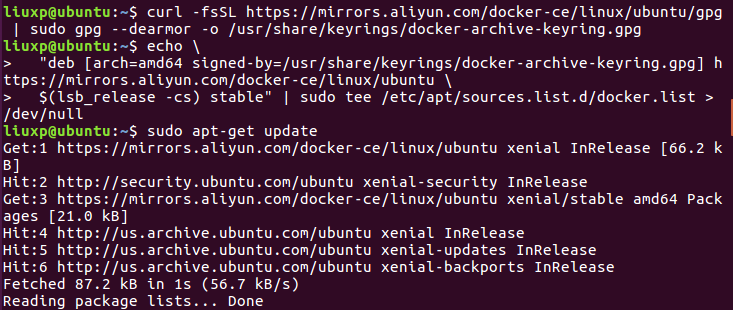 liuxp@ubuntu:~$ curl -fsSL https://mirrors.aliyun.com/docker-ce/linux/ubuntu/gpg
 | sudo gpg --dearmor -o /usr/share/keyrings/docker-archive-keyring.gpg
liuxp@ubuntu:~$ echo \
>   "deb [arch=amd64 signed-by=/usr/share/keyrings/docker-archive-keyring.gpg] h
ttps://mirrors.aliyun.com/docker-ce/linux/ubuntu \
>   $(lsb_release -cs) stable" | sudo tee /etc/apt/sources.list.d/docker.list >
/dev/null
liuxp@ubuntu:~$ sudo apt-get update
Get:1 https://mirrors.aliyun.com/docker-ce/linux/ubuntu xenial InRelease [66.2 k
B]
Hit:2 http://security.ubuntu.com/ubuntu xenial-security InRelease
Get:3 https://mirrors.aliyun.com/docker-ce/linux/ubuntu xenial/stable amd64 Pack
ages [21.0 kB]
Hit:4 http://us.archive.ubuntu.com/ubuntu xenial InRelease
Hit:5 http://us.archive.ubuntu.com/ubuntu xenial-updates InRelease
Hit:6 http://us.archive.ubuntu.com/ubuntu xenial-backports InRelease
Fetched 87.2 kB in 1s (56.7 kB/s)
Reading package lists... Done